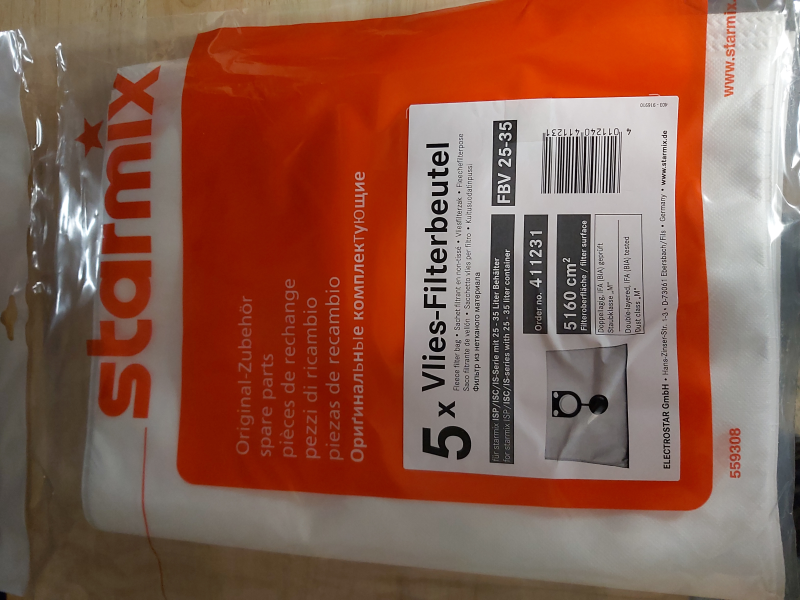 starmix
www.starmix.
Original-Zubehör
spare parts
pièces de rechange
pezzi di ricambio
piezas de recambio
Оригинальные комплектующие
5 x Vlies-Filterbeutel
Fleece filter bag • Sachet filtrant en non-tissé • Vliesfilterzak • Fleecefilterpose
Saco filtrante de velón • Sacchetto vlies per filtro • Kuitusuodatinpussi
Фильтр из нетканого материала
für starmix ISP/ISC/IS-Serie mit 25 - 35 Liter Behälter
for starmix ISP/ISC/IS-series with 25 - 35 liter container
FBV 25-35
Order no. 411231
5160 cm²
Filteroberfläche / filter surface
Doppellagig, IFA (BIA) geprüft
Staubklasse „M"
Double-layered, IFA (BIA) tested
Dust class „M"
4 011240 411231
ELECTROSTAR GmbH • Hans-Zinser-Str. 1-3 • D-73061 Ebersbach/Fils • Germany • www.starmix.de
559308